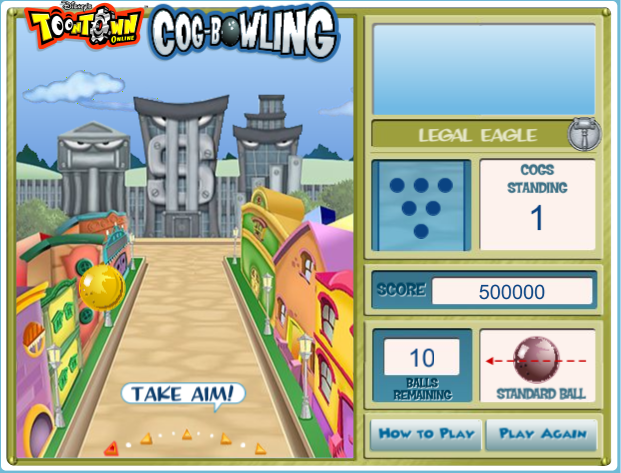 Disney's
TOONTOWN
ONLINE
COG-BOWLING
LEGAL EAGLE
COGS
STANDING
1
SCORE 500000
10
BALLS
REMAINING
STANDARD BALL
TAKE AIM!
HOW TO PLAY PLAY AGAIN